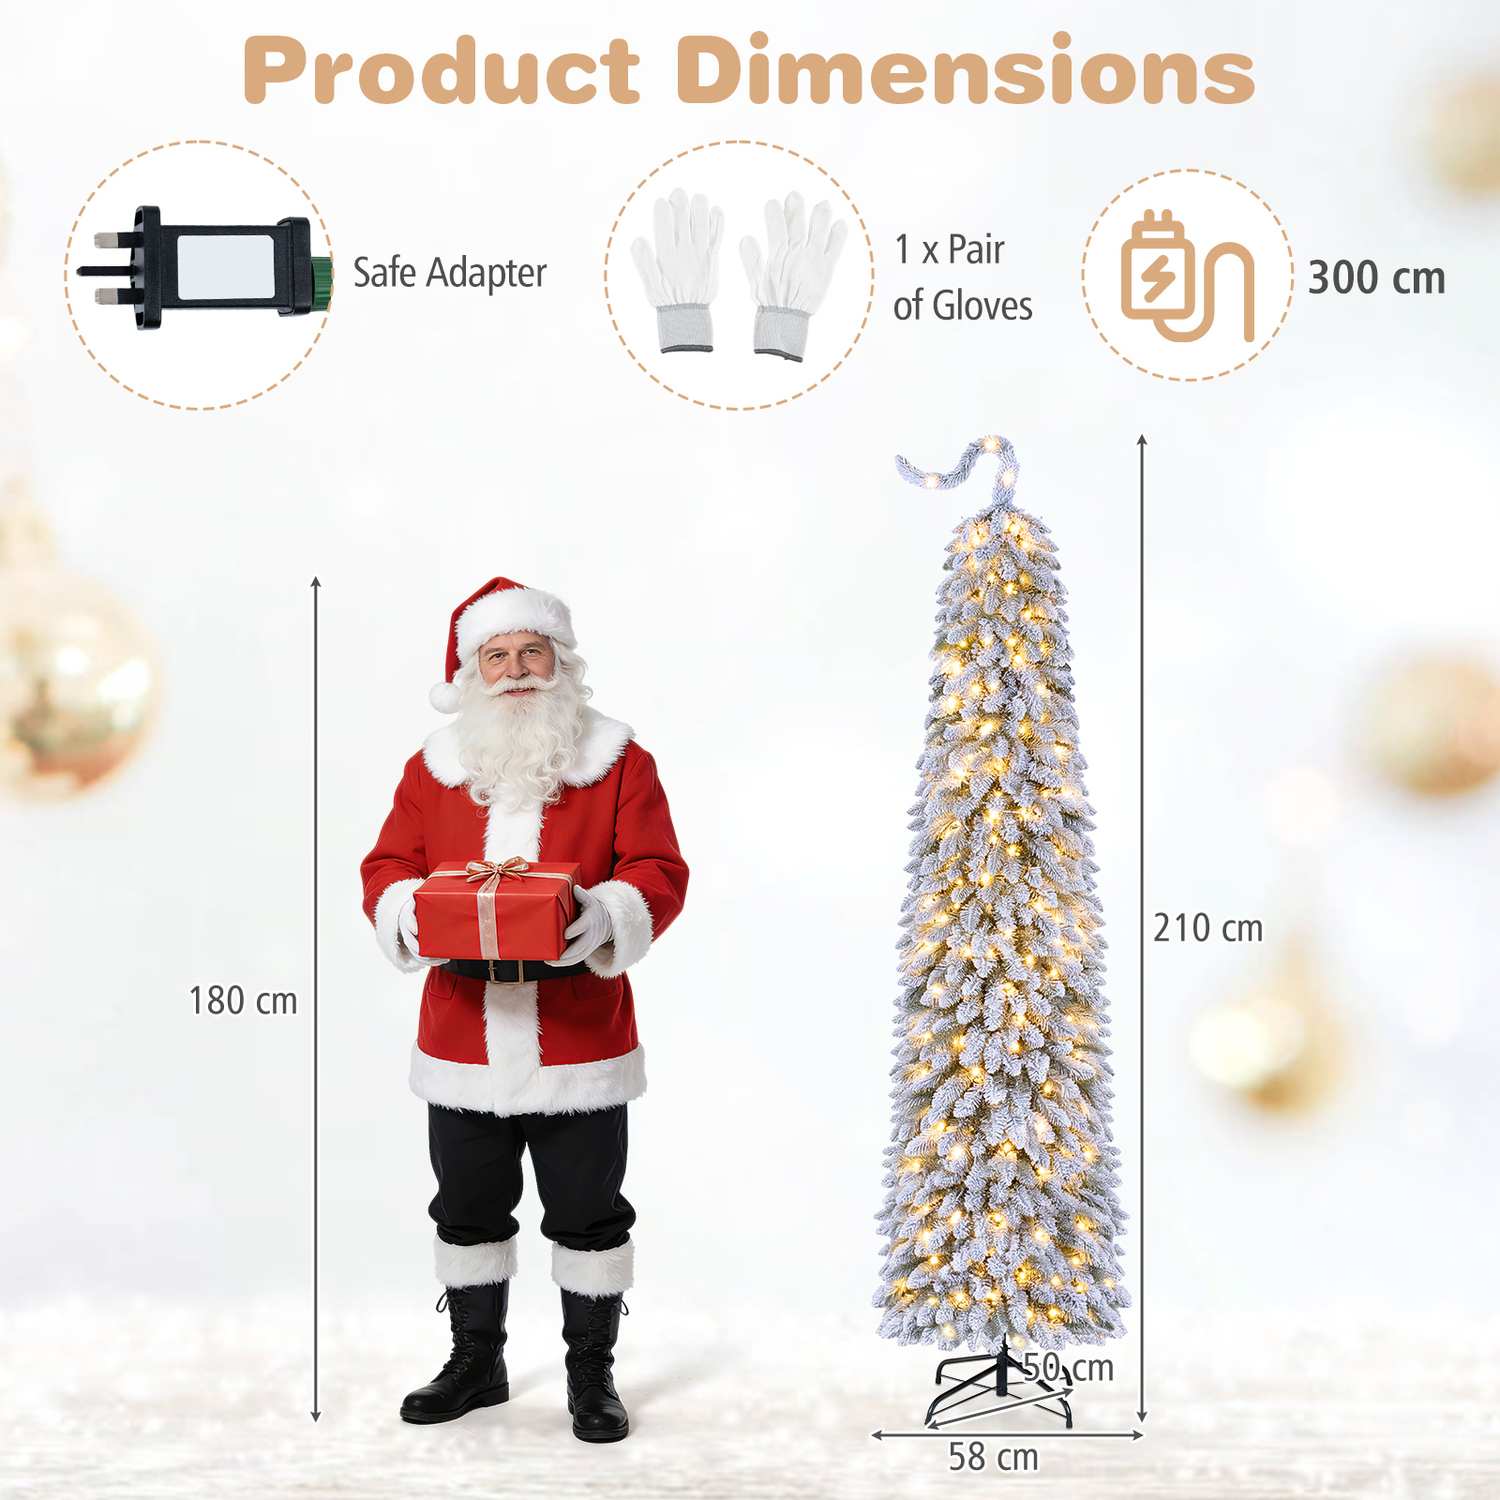 Product Dimensions
Safe Adapter
1 x Pair
of Gloves
300 cm
180 cm
210 cm
50 cm
58 cm